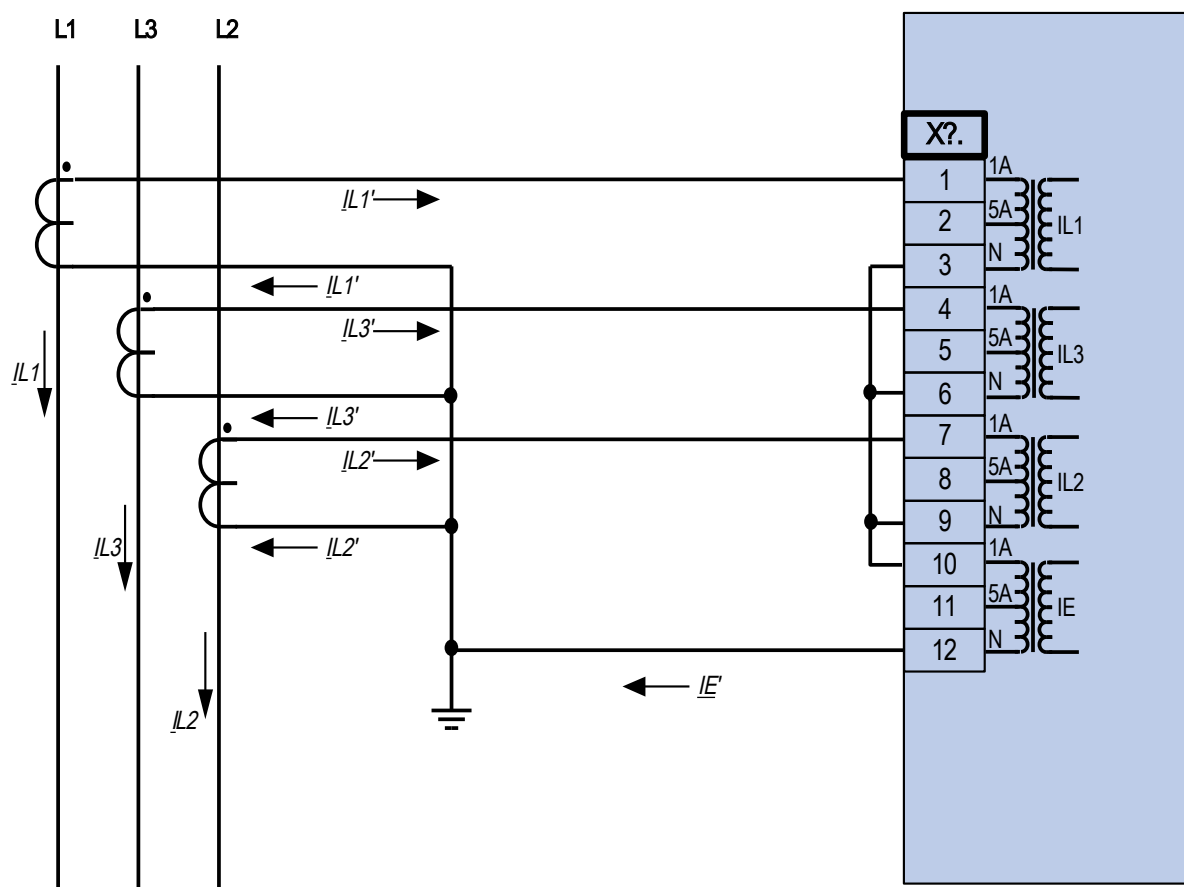 L1 L3 L2
X?.
1 1A
IL1'
2 5A IL1
3 N
IL1'
4 1A
IL3'
5 5A IL3
IL1
6 N
IL3'
7 1A
IL2'
8 5A IL2
9 N
IL3
IL2'
10 1A
11 5A IE
12 N
IE'
IL2